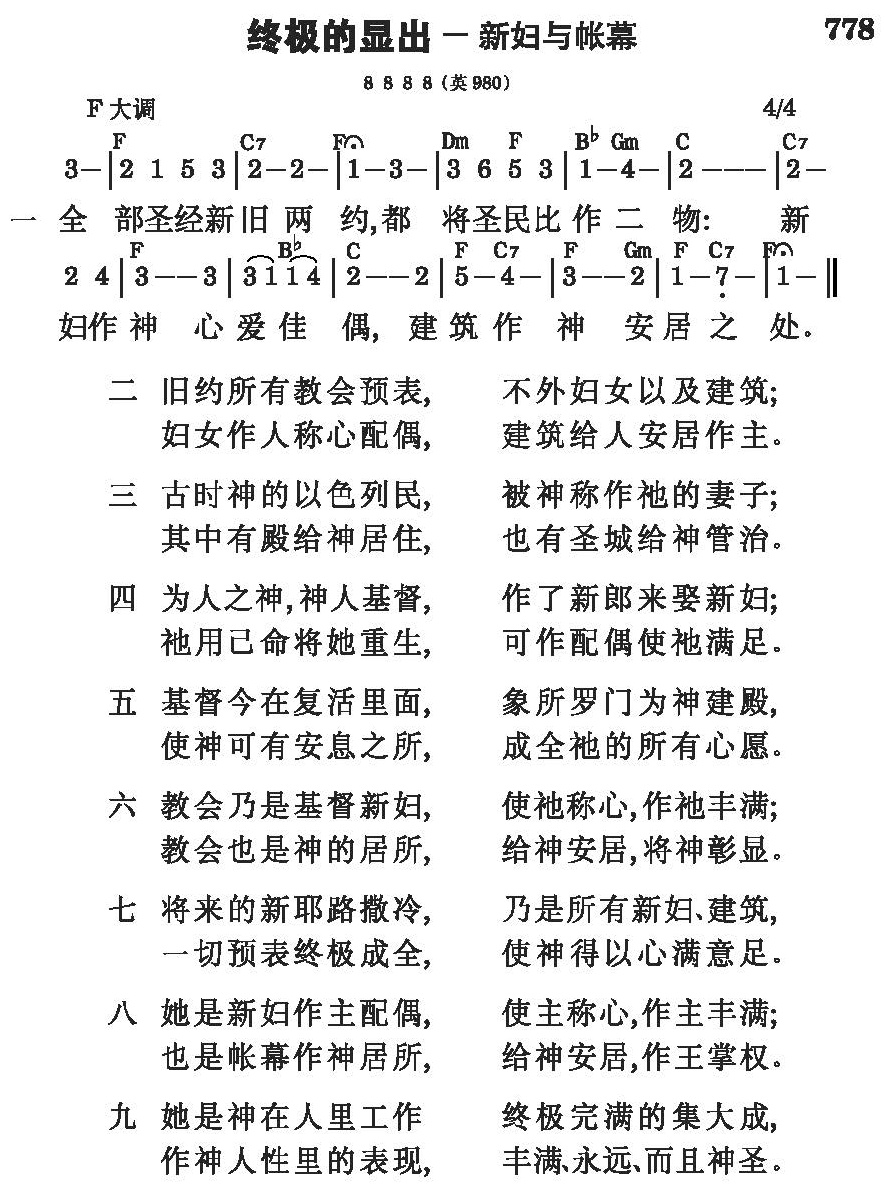 终极的显出－新妇与帐幕 778
8 8 8 8（英980）
F大调 4/4
F C7 F Dm F B♭ Gm C C7
3－|2 1 5 3|2－2－|1－3－|3 6 5 3|1－4－|2－－－|2－
一 全 部圣经新旧两 约,都 将圣民比作二 物: 新
F B♭ C F C7 F Gm F C7 F
2 4|3－－3|3 1 1 4|2－－2|5－4－|3－－2|1－7－|1－‖
妇作神 心爱佳 偶, 建筑作 神 安居之 处。
二 旧约所有教会预表, 不外妇女以及建筑;
妇女作人称心配偶, 建筑给人安居作主。
三 古时神的以色列民, 被神称作祂的妻子;
其中有殿给神居住, 也有圣城给神管治。
四 为人之神,神人基督, 作了新郎来娶新妇;
祂用己命将她重生, 可作配偶使祂满足。
五 基督今在复活里面, 象所罗门为神建殿,
使神可有安息之所, 成全祂的所有心愿。
六 教会乃是基督新妇, 使祂称心,作祂丰满;
教会也是神的居所, 给神安居,将神彰显。
七 将来的新耶路撒冷, 乃是所有新妇、建筑,
一切预表终极成全, 使神得以心满意足。
八 她是新妇作主配偶, 使主称心,作主丰满;
也是帐幕作神居所, 给神安居,作王掌权。
九 她是神在人里工作 终极完满的集大成,
作神人性里的表现, 丰满、永远、而且神圣。